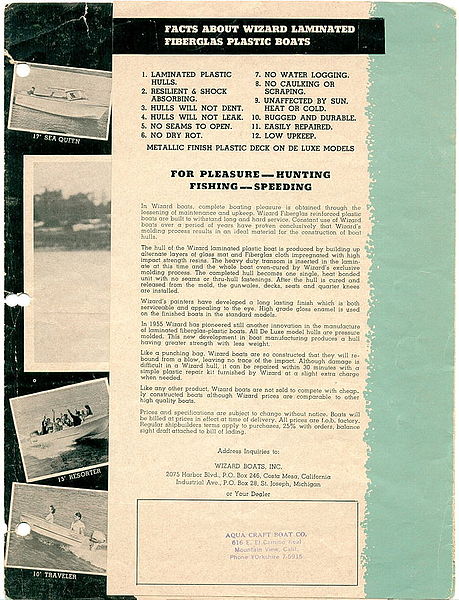 FACTS ABOUT WIZARD LAMINATED
FIBERGLAS PLASTIC BOATS
1. LAMINATED PLASTIC
HULLS.
2. RESILIENT & SHOCK
ABSORBING.
3. HULLS WILL NOT DENT.
4. HULLS WILL NOT LEAK.
5. NO SEAMS TO OPEN.
6. NO DRY ROT.
7. NO WATER LOGGING.
8. NO CAULKING OR
SCRAPING.
9. UNAFFECTED BY SUN,
HEAT OR COLD.
10. RUGGED AND DURABLE.
11. EASILY REPAIRED.
12. LOW UPKEEP.
METALLIC FINISH PLASTIC DECK ON DE LUXE MODELS
FOR PLEASURE—HUNTING
FISHING—SPEEDING
In Wizard boats, complete boating pleasure is obtained through the
lessening of maintenance and upkeep. Wizard Fiberglas reinforced plastic
boats are built to withstand long and hard service. Constant use of Wizard
boats over a period of years have proven conclusively that Wizard's
molding process results in an ideal material for the construction of boat
hulls.
The hull of the Wizard laminated plastic boat is produced by building up
alternate layers of glass mat and Fiberglas cloth impregnated with high
impact strength resins. The heavy duty transom is inserted in the lamin-
ate at this time and the whole boat oven-cured by Wizard's exclusive
molding process. The completed hull becomes one single, heat bonded
unit with no seams or thru-hull fastenings. After the hull is cured and
released from the mold, the gunwales, decks, seats and quarter knees
are installed.
Wizard's painters have developed a long lasting finish which is both
serviceable and appealing to the eye. High grade gloss enamel is used
on the finished boats in the standard models.
In 1955 Wizard has pioneered still another innovation in the manufacture
of laminated fiberglas-plastic boats. All De Luxe model hulls are pressure
molded. This new development in boat manufacturing produces a hull
having greater strength with less weight.
Like a punching bag, Wizard boats are so constructed that they will re-
bound from a blow, leaving no trace of the impact. Although damage is
difficult in a Wizard hull, it can be repaired within 30 minutes with a
simple plastic repair kit furnished by Wizard at a slight extra charge
when needed.
Like any other product, Wizard Boats are not sold to compete with cheap-
ly constructed boats although Wizard prices are comparable to other
high quality boats.
Prices and specifications are subject to change without notice. Boats will
be billed at prices in effect at time of delivery. All prices are f.o.b. factory.
Regular shipbuilders terms apply to purchases, 25% with orders, balance
sight draft attached to bill of lading.
Address Inquiries to:
WIZARD BOATS, INC.
2075 Harbor Blvd., P.O. Box 246, Costa Mesa, California
Industrial Ave., P.O. Box 28, St. Joseph, Michigan
or Your Dealer
AQUA CRAFT BOAT CO.
816 E. El Camino Real
Mountain View, Calif.
Phone YOrkshire 7-5935
17' SEA QUEEN
15' RESORTER
16' TRAVELER